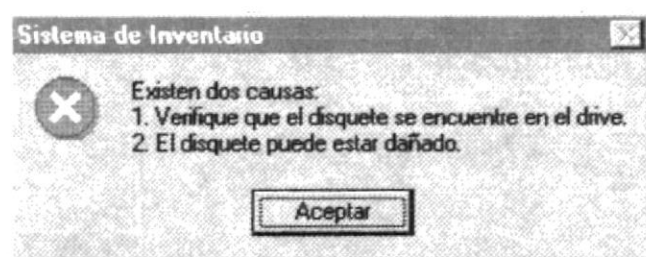 Sistema de Inventario
Existen dos causas:
1. Verifique que el disquete se encuentre en el drive.
2. El disquete puede estar dañado.
Aceptar